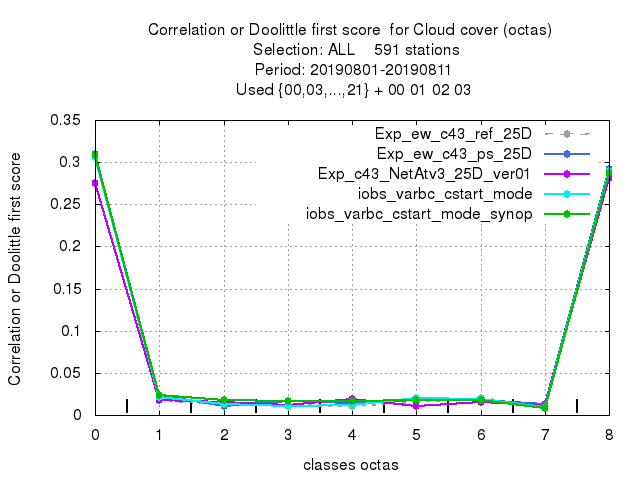 Correlation or Doolittle first score  for Cloud cover (octas)
Selection: ALL    591 stations
Period: 20190801-20190811
Used {00,03,...,21} + 00 01 02 03
Correlation or Doolittle first score
0.35
0.3
0.25
0.2
0.15
0.1
0.05
0
Exp_ew_c43_ref_25D
Exp_ew_c43_ps_25D
Exp_c43_NetAtv3_25D_ver01
iobs_varbc_cstart_mode
iobs_varbc_cstart_mode_synop
0 1 2 3 4 5 6 7 8
classes octas